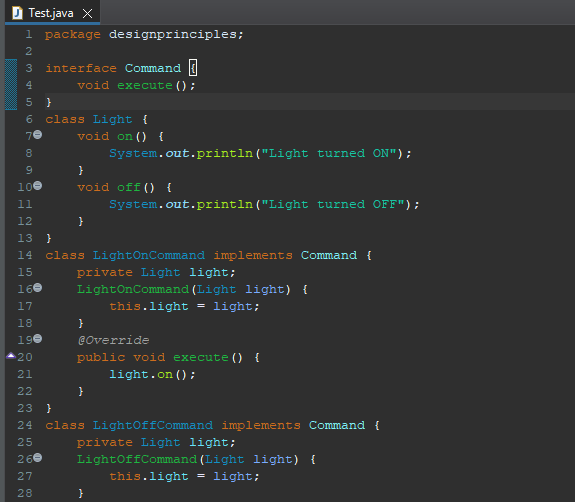 Test.java
1 package designprinciples;
2
3 interface Command {
4     void execute();
5 }
6 class Light {
7     void on() {
8         System.out.println("Light turned ON");
9     }
10     void off() {
11         System.out.println("Light turned OFF");
12     }
13 }
14 class LightOnCommand implements Command {
15     private Light light;
16     LightOnCommand(Light light) {
17         this.light = light;
18     }
19     @Override
20     public void execute() {
21         light.on();
22     }
23 }
24 class LightOffCommand implements Command {
25     private Light light;
26     LightOffCommand(Light light) {
27         this.light = light;
28     }